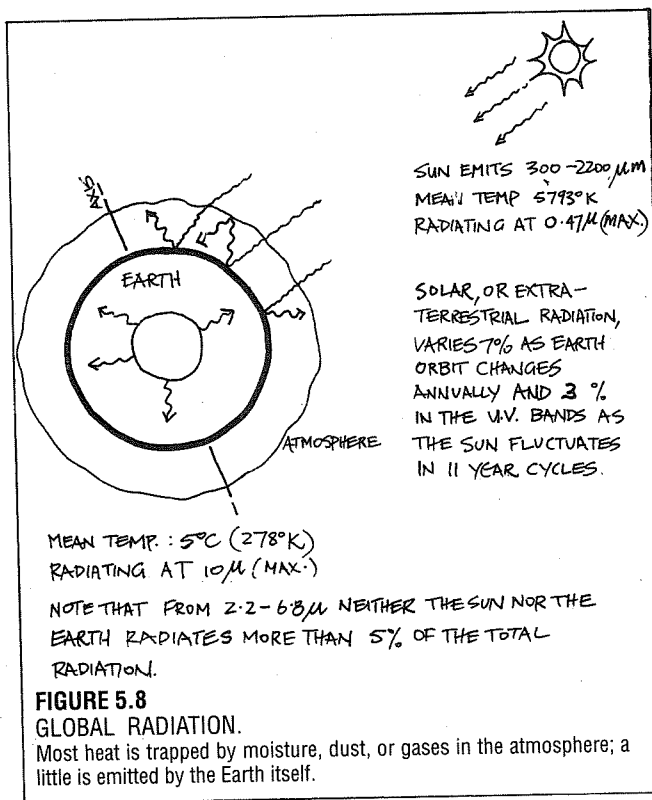 SUN EMITS 300-2200 µm
MEAN TEMP 5793°K
RADIATING AT 0.47µ (MAX.)
AXIS
EARTH
SOLAR, OR EXTRA-
TERRESTRIAL RADIATION,
VARIES 7% AS EARTH
ORBIT CHANGES
ANNUALLY AND 3 %
IN THE U.V. BANDS AS
THE SUN FLUCTUATES
IN 11 YEAR CYCLES.
ATMOSPHERE
MEAN TEMP. : 5°C (278°K)
RADIATING AT 10µ (MAX.)
NOTE THAT FROM 2.2-6.8µ NEITHER THE SUN NOR THE
EARTH RADIATES MORE THAN 5% OF THE TOTAL
RADIATION.
FIGURE 5.8
GLOBAL RADIATION.
Most heat is trapped by moisture, dust, or gases in the atmosphere; a
little is emitted by the Earth itself.